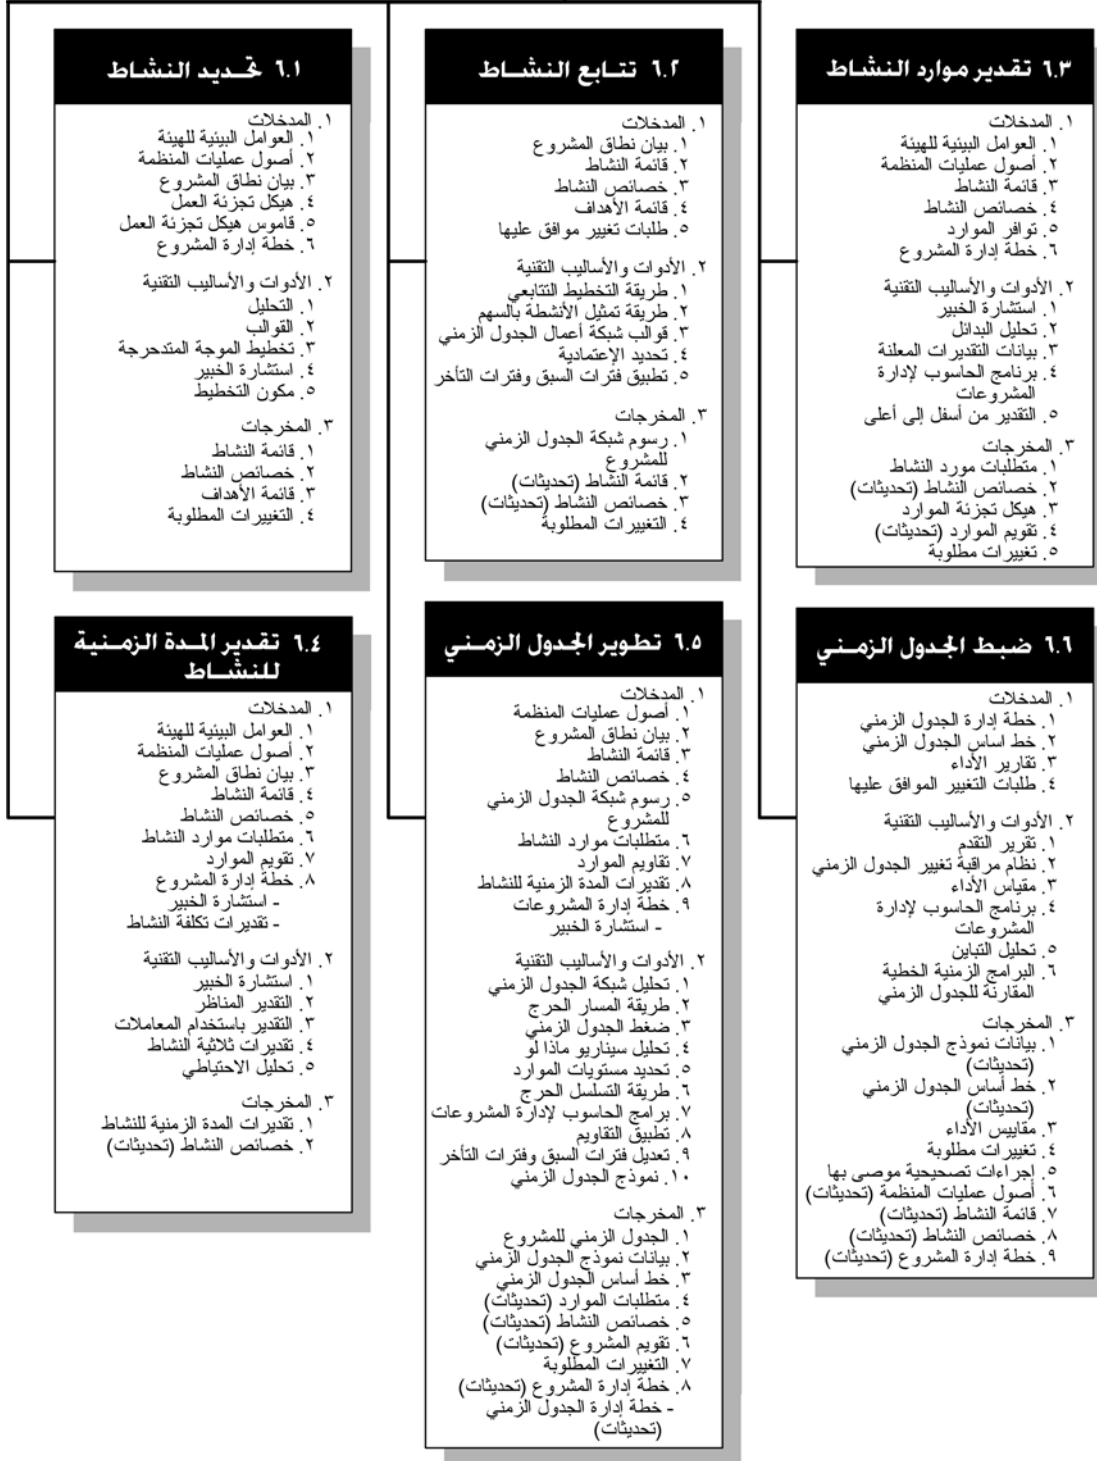 ٦.١ تحديد النشاط
١. المدخلات
١. العوامل البيئية للهيئة
٢. أصول عمليات المنظمة
٣. بيان نطاق المشروع
٤. هيكل تجزئة العمل
٥. قاموس هيكل تجزئة العمل
٦. خطة إدارة المشروع
٢. الأدوات والأساليب التقنية
١. التحليل
٢. القوالب
٣. تخطيط الموجة المتدحرجة
٤. استشارة الخبير
٥. مكون التخطيط
٣. المخرجات
١. قائمة النشاط
٢. خصائص النشاط
٣. قائمة الأهداف
٤. التغييرات المطلوبة
٦.٢ تتابع النشاط
١. المدخلات
١. بيان نطاق المشروع
٢. قائمة النشاط
٣. خصائص النشاط
٤. قائمة الأهداف
٥. طلبات تغيير موافق عليها
٢. الأدوات والأساليب التقنية
١. طريقة التخطيط التتابعي
٢. طريقة تمثيل الأنشطة بالسهم
٣. قوالب شبكة أعمال الجدول الزمني
٤. تحديد الإعتمادية
٥. تطبيق فترات السبق وفترات التأخر
٣. المخرجات
١. رسوم شبكة الجدول الزمني
للمشروع
٢. قائمة النشاط (تحديثات)
٣. خصائص النشاط (تحديثات)
٤. التغييرات المطلوبة
٦.٣ تقدير موارد النشاط
١. المدخلات
١. العوامل البيئية للهيئة
٢. أصول عمليات المنظمة
٣. قائمة النشاط
٤. خصائص النشاط
٥. توافر الموارد
٦. خطة إدارة المشروع
٢. الأدوات والأساليب التقنية
١. استشارة الخبير
٢. تحليل البدائل
٣. بيانات التقديرات المعلنة
٤. برنامج الحاسوب لإدارة
المشروعات
٥. التقدير من أسفل إلى أعلى
٣. المخرجات
١. متطلبات مورد النشاط
٢. خصائص النشاط (تحديثات)
٣. هيكل تجزئة الموارد
٤. تقويم الموارد (تحديثات)
٥. تغييرات مطلوبة
٦.٤ تقدير المدة الزمنية
للنشاط
١. المدخلات
١. العوامل البيئية للهيئة
٢. أصول عمليات المنظمة
٣. بيان نطاق المشروع
٤. قائمة النشاط
٥. خصائص النشاط
٦. متطلبات موارد النشاط
٧. تقويم الموارد
٨. خطة إدارة المشروع
- استشارة الخبير
- تقديرات تكلفة النشاط
٢. الأدوات والأساليب التقنية
١. استشارة الخبير
٢. التقدير المناظر
٣. التقدير باستخدام المعاملات
٤. تقديرات ثلاثية النشاط
٥. تحليل الاحتياطي
٣. المخرجات
١. تقديرات المدة الزمنية للنشاط
٢. خصائص النشاط (تحديثات)
٦.٥ تطوير الجدول الزمني
١. المدخلات
١. أصول عمليات المنظمة
٢. بيان نطاق المشروع
٣. قائمة النشاط
٤. خصائص النشاط
٥. رسوم شبكة الجدول الزمني
للمشروع
٦. متطلبات موارد النشاط
٧. تقاويم الموارد
٨. تقديرات المدة الزمنية للنشاط
٩. خطة إدارة المشروعات
- استشارة الخبير
٢. الأدوات والأساليب التقنية
١. تحليل شبكة الجدول الزمني
٢. طريقة المسار الحرج
٣. ضغط الجدول الزمني
٤. تحليل سيناريو ماذا لو
٥. تحديد مستويات الموارد
٦. طريقة التسلسل الحرج
٧. برامج الحاسوب لإدارة المشروعات
٨. تطبيق التقاويم
٩. تعديل فترات السبق وفترات التأخر
١٠. نموذج الجدول الزمني
٣. المخرجات
١. الجدول الزمني للمشروع
٢. بيانات نموذج الجدول الزمني
٣. خط أساس الجدول الزمني
٤. متطلبات الموارد (تحديثات)
٥. خصائص النشاط (تحديثات)
٦. تقويم المشروع (تحديثات)
٧. التغييرات المطلوبة
٨. خطة إدارة المشروع (تحديثات)
- خطة إدارة الجدول الزمني
(تحديثات)
٦.٦ ضبط الجدول الزمني
١. المدخلات
١. خطة إدارة الجدول الزمني
٢. خط اساس الجدول الزمني
٣. تقارير الأداء
٤. طلبات التغيير الموافق عليها
٢. الأدوات والأساليب التقنية
١. تقرير التقدم
٢. نظام مراقبة تغيير الجدول الزمني
٣. مقياس الأداء
٤. برنامج الحاسوب لإدارة
المشروعات
٥. تحليل التباين
٦. البرامج الزمنية الخطية
المقارنة للجدول الزمني
٣. المخرجات
١. بيانات نموذج الجدول الزمني
(تحديثات)
٢. خط أساس الجدول الزمني
(تحديثات)
٣. مقاييس الأداء
٤. تغييرات مطلوبة
٥. إجراءات تصحيحية موصى بها
٦. أصول عمليات المنظمة (تحديثات)
٧. قائمة النشاط (تحديثات)
٨. خصائص النشاط (تحديثات)
٩. خطة إدارة المشروع (تحديثات)